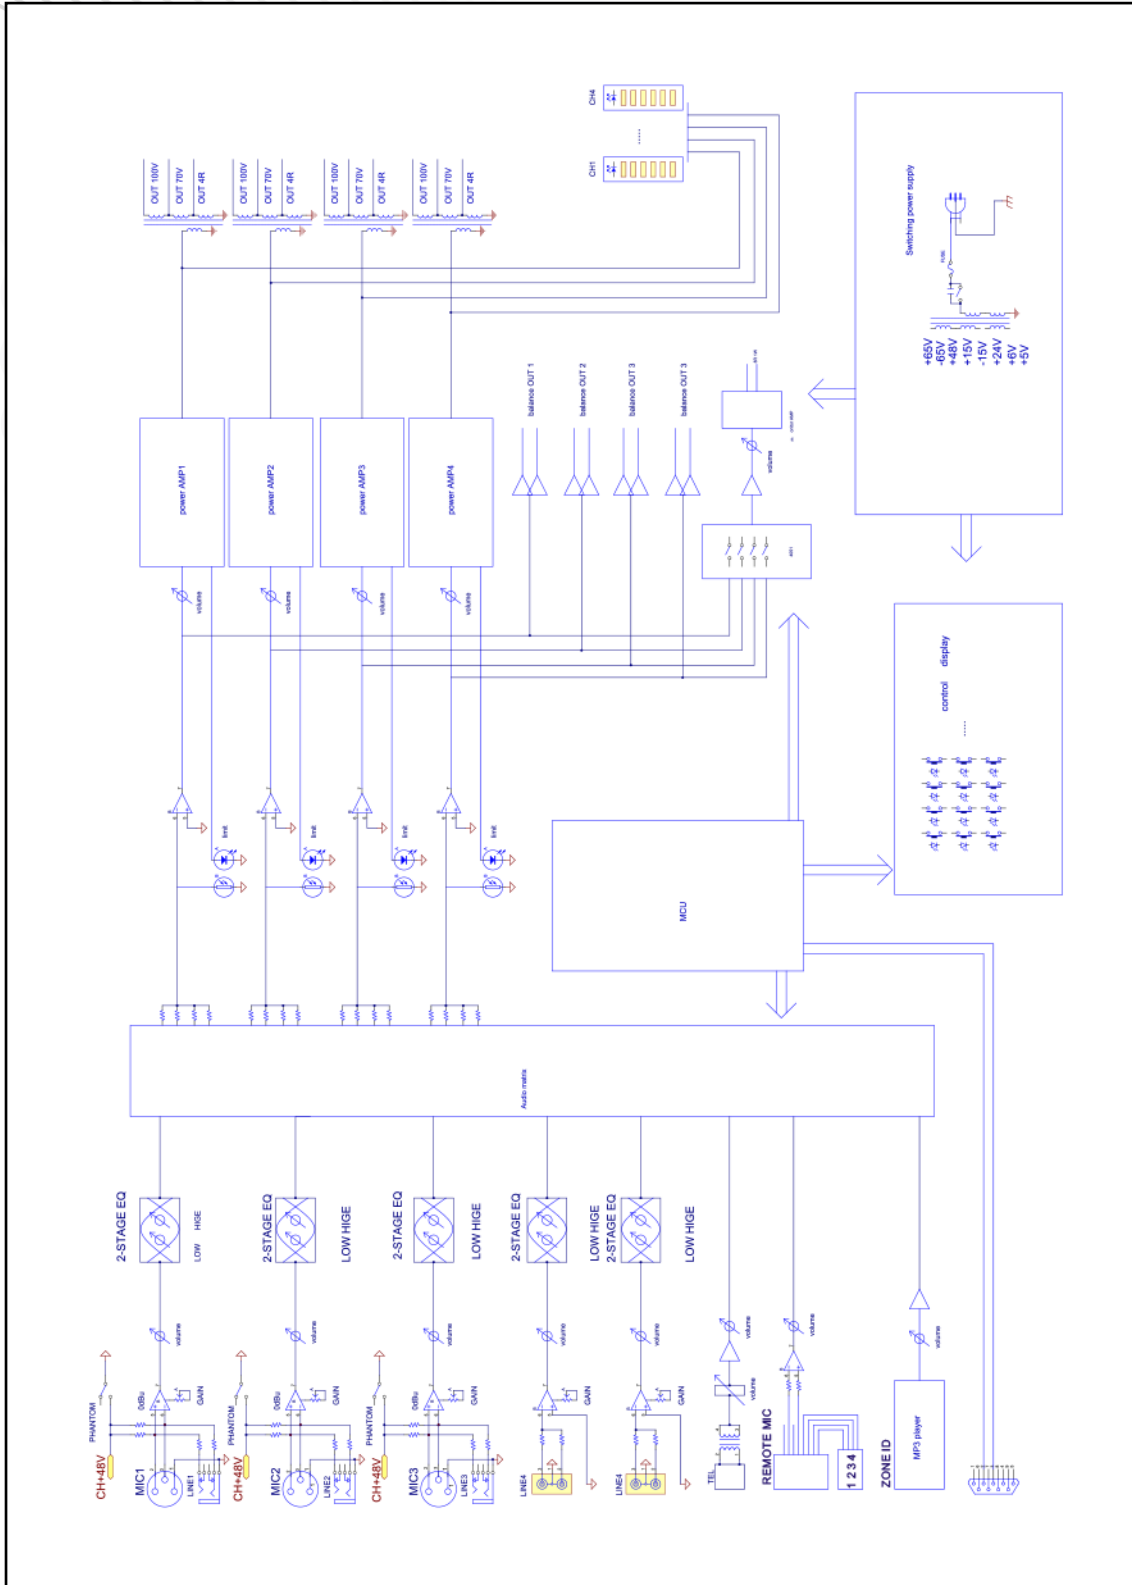 CH+48V
PHANTOM
MIC1
0dBu
GAIN
LINE1
volume
2-STAGE EQ
LOW HIGE
CH+48V
PHANTOM
MIC2
0dBu
GAIN
LINE2
volume
2-STAGE EQ
LOW HIGE
CH+48V
PHANTOM
MIC3
0dBu
GAIN
LINE3
volume
2-STAGE EQ
LOW HIGE
LINE4
GAIN
volume
2-STAGE EQ
LOW HIGE
LINE4
GAIN
volume
2-STAGE EQ
LOW HIGE
TEL
volume
volume
REMOTE MIC
volume
1 2 3 4
ZONE ID
MP3 player
volume
Audio matrix
limit
volume
power AMP1
OUT 100V
OUT 70V
OUT 4R
limit
volume
power AMP2
OUT 100V
OUT 70V
OUT 4R
limit
volume
power AMP3
OUT 100V
OUT 70V
OUT 4R
limit
volume
power AMP4
OUT 100V
OUT 70V
OUT 4R
CH1
.....
CH4
balance OUT 1
balance OUT 2
balance OUT 3
balance OUT 3
volume
MCU
control display
.....
Switching power supply
FUSE
+65V
-65V
+48V
+15V
-15V
+24V
+6V
+5V